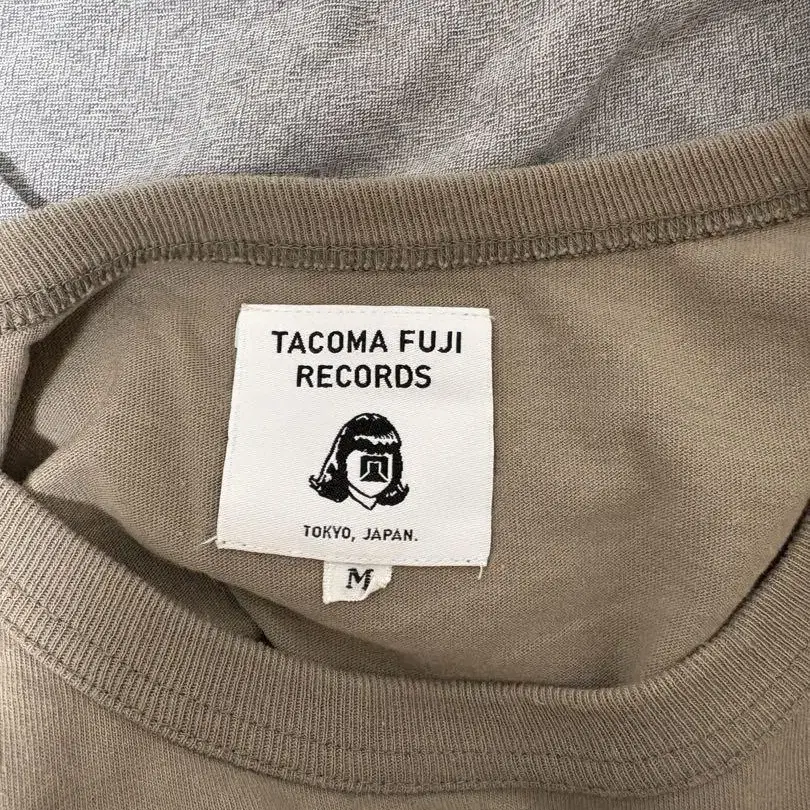 TACOMA FUJI
RECORDS
TOKYO, JAPAN.
M